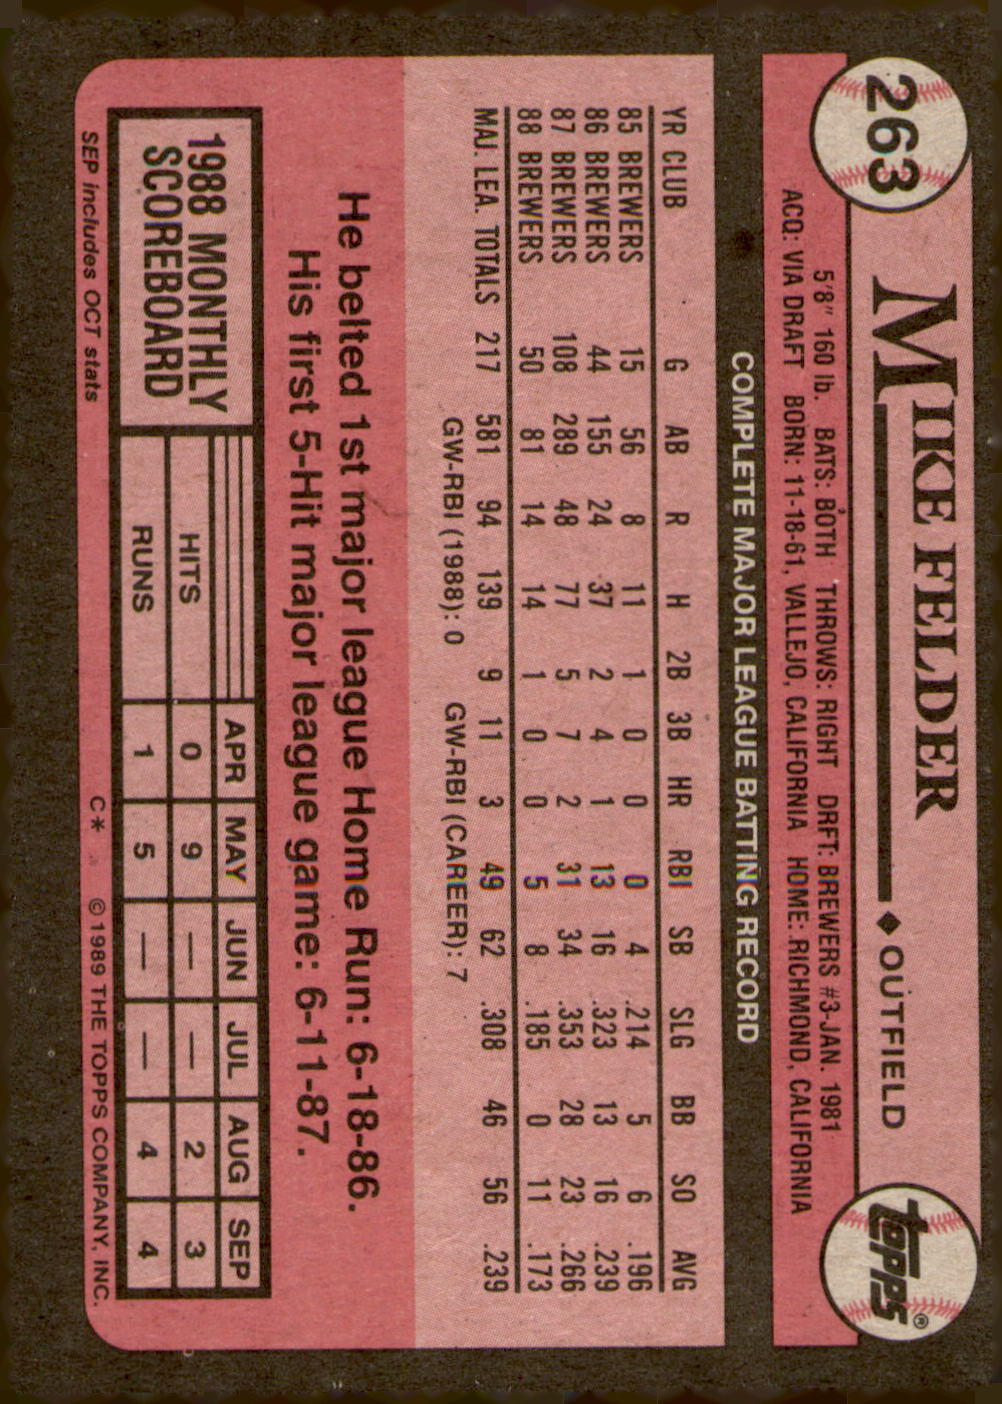 263
MIKE FELDER ◆ OUTFIELD
topps®
5'8" 160 lb. BATS: BOTH THROWS: RIGHT DRFT: BREWERS #3-JAN. 1981
ACQ: VIA DRAFT BORN: 11-18-61, VALLEJO, CALIFORNIA HOME: RICHMOND, CALIFORNIA
COMPLETE MAJOR LEAGUE BATTING RECORD
YR CLUB G AB R H 2B 3B HR RBI SB SLG BB SO AVG
85 BREWERS 15 56 8 11 1 0 0 0 4 .214 5 6 .196
86 BREWERS 44 155 24 37 2 4 1 13 16 .323 13 16 .239
87 BREWERS 108 289 48 77 5 7 2 31 34 .353 28 23 .266
88 BREWERS 50 81 14 14 1 0 0 5 8 .185 0 11 .173
MAJ. LEA. TOTALS 217 581 94 139 9 11 3 49 62 .308 46 56 .239
GW-RBI (1988): 0 GW-RBI (CAREER): 7
He belted 1st major league Home Run: 6-18-86.
His first 5-Hit major league game: 6-11-87.
1988 MONTHLY
SCOREBOARD
APR MAY JUN JUL AUG SEP
HITS 0 9 — — 2 3
RUNS 1 5 — — 4 4
SEP includes OCT stats C* © 1989 THE TOPPS COMPANY, INC.